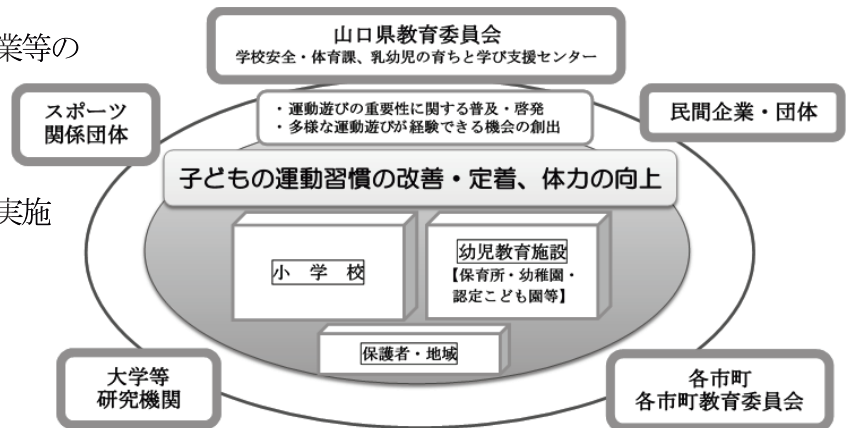 業等の
実施
山口県教育委員会
学校安全・体育課、乳幼児の育ちと学び支援センター
スポーツ
関係団体
・運動遊びの重要性に関する普及・啓発
・多様な運動遊びが経験できる機会の創出
民間企業・団体
子どもの運動習慣の改善・定着、体力の向上
小　学　校
幼児教育施設
【保育所・幼稚園・
認定こども園等】
保護者・地域
大学等
研究機関
各市町
各市町教育委員会